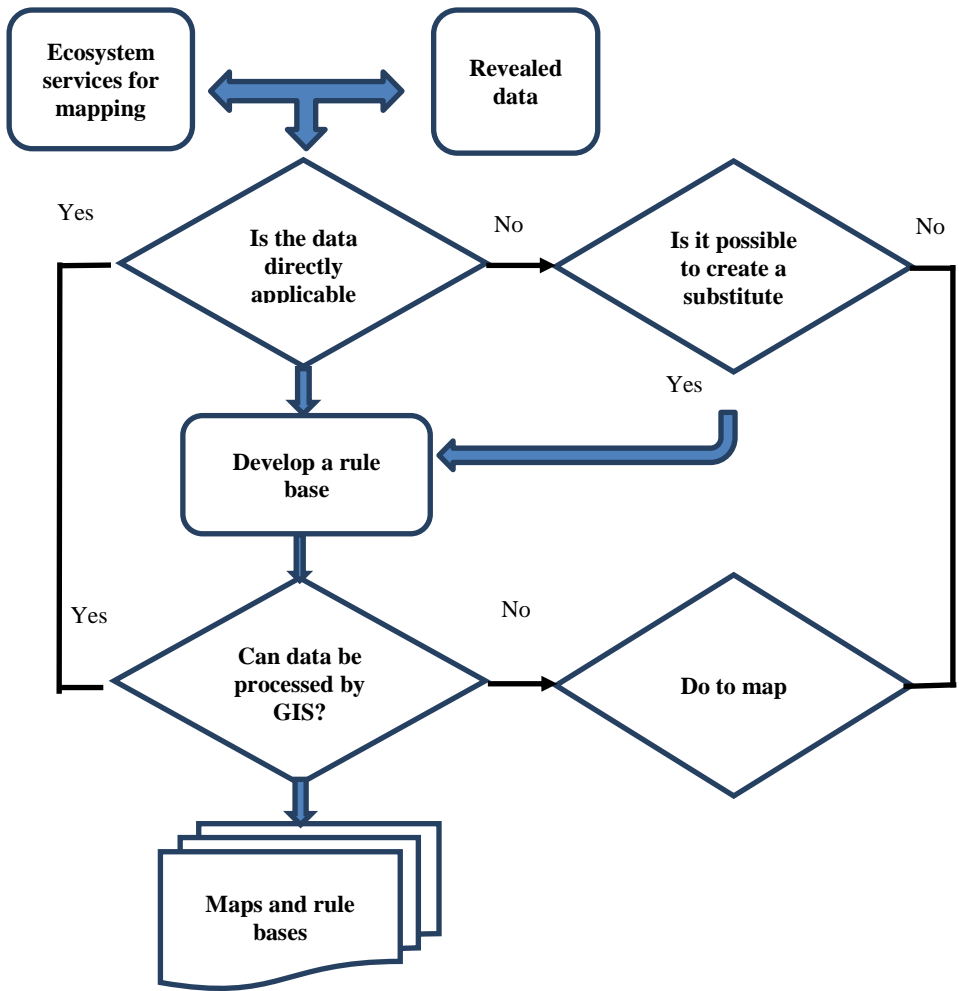 Ecosystem
services for
mapping
Revealed
data
Yes
Is the data
directly
applicable
No
Is it possible
to create a
substitute
No
Yes
Develop a rule
base
Yes
Can data be
processed by
GIS?
No
Do to map
Maps and rule
bases